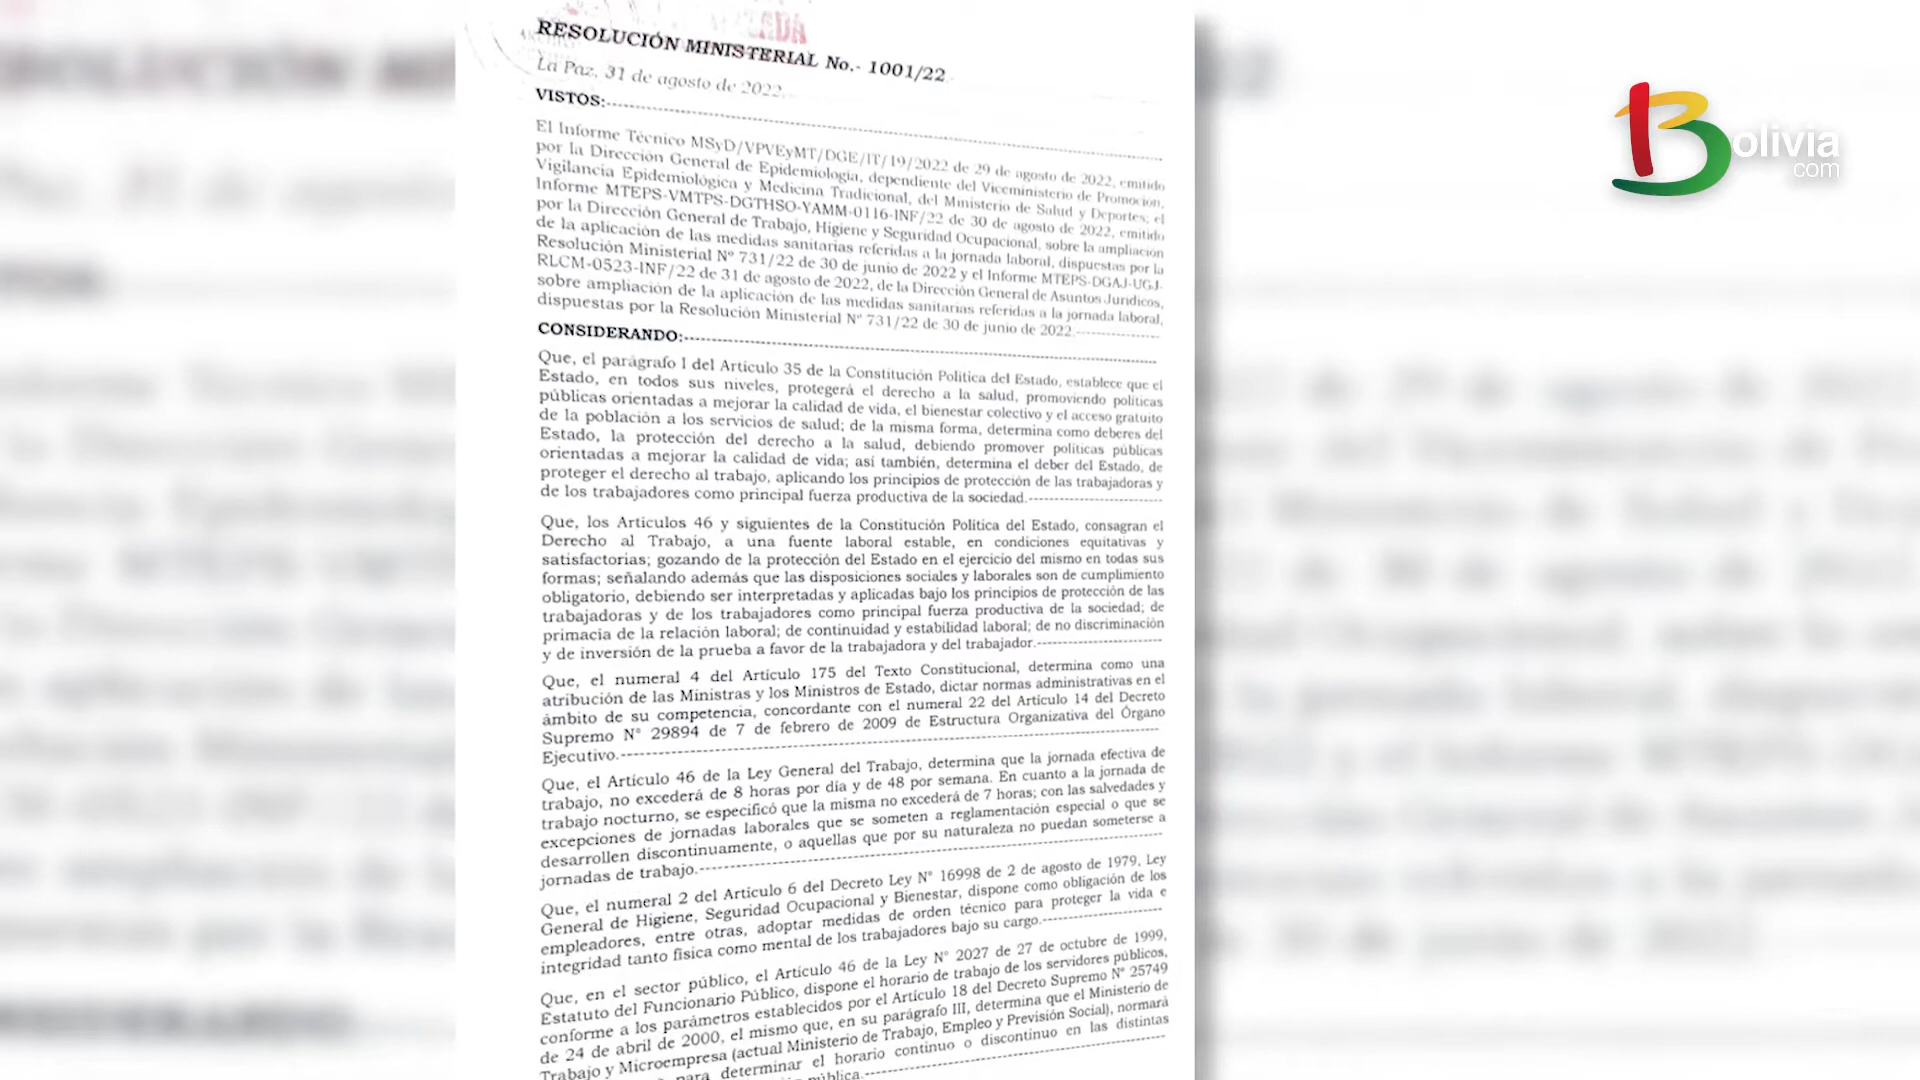 RESOLUCIÓN MINISTERIAL No.- 1001/22
La Paz, 31 de agosto de 2022.
VISTOS:
El Informe Técnico MSyD/VPVEyMT/DGE/IT/19/2022 de 29 de agosto de 2022, emitido
por la Dirección General de Epidemiología, dependiente del Viceministerio de Promoción,
Vigilancia Epidemiológica y Medicina Tradicional, del Ministerio de Salud y Deportes; el
Informe MTEPS-VMTPS-DGTHSO-YAMM-0116-INF/22 de 30 de agosto de 2022, emitido
por la Dirección General de Trabajo, Higiene y Seguridad Ocupacional, sobre la ampliación
de la aplicación de las medidas sanitarias referidas a la jornada laboral, dispuestas por la
Resolución Ministerial N° 731/22 de 30 de junio de 2022 y el Informe MTEPS-DGAJ-UGJ-
RLCM-0523-INF/22 de 31 de agosto de 2022, de la Dirección General de Asuntos Jurídicos,
sobre ampliación de la aplicación de las medidas sanitarias referidas a la jornada laboral,
dispuestas por la Resolución Ministerial N° 731/22 de 30 de junio de 2022.
CONSIDERANDO:
Que, el parágrafo I del Artículo 35 de la Constitución Política del Estado, establece que el
Estado, en todos sus niveles, protegerá el derecho a la salud, promoviendo políticas
públicas orientadas a mejorar la calidad de vida, el bienestar colectivo y el acceso gratuito
de la población a los servicios de salud; de la misma forma, determina como deberes del
Estado, la protección del derecho a la salud, debiendo promover políticas públicas
orientadas a mejorar la calidad de vida; así también, determina el deber del Estado, de
proteger el derecho al trabajo, aplicando los principios de protección de las trabajadoras y
de los trabajadores como principal fuerza productiva de la sociedad.
Que, los Artículos 46 y siguientes de la Constitución Política del Estado, consagran el
Derecho al Trabajo, a una fuente laboral estable, en condiciones equitativas y
satisfactorias; gozando de la protección del Estado en el ejercicio del mismo en todas sus
formas; señalando además que las disposiciones sociales y laborales son de cumplimiento
obligatorio, debiendo ser interpretadas y aplicadas bajo los principios de protección de las
trabajadoras y de los trabajadores como principal fuerza productiva de la sociedad; de
primacía de la relación laboral; de continuidad y estabilidad laboral; de no discriminación
y de inversión de la prueba a favor de la trabajadora y del trabajador.
Que, el numeral 4 del Artículo 175 del Texto Constitucional, determina como una
atribución de las Ministras y los Ministros de Estado, dictar normas administrativas en el
ámbito de su competencia, concordante con el numeral 22 del Artículo 14 del Decreto
Supremo N° 29894 de 7 de febrero de 2009 de Estructura Organizativa del Órgano
Ejecutivo.
Que, el Artículo 46 de la Ley General del Trabajo, determina que la jornada efectiva de
trabajo, no excederá de 8 horas por día y de 48 por semana. En cuanto a la jornada de
trabajo nocturno, se especificó que la misma no excederá de 7 horas; con las salvedades y
excepciones de jornadas laborales que se someten a reglamentación especial o que se
desarrollen discontinuamente, o aquellas que por su naturaleza no puedan someterse a
jornadas de trabajo.
Que, el numeral 2 del Artículo 6 del Decreto Ley N° 16998 de 2 de agosto de 1979, Ley
General de Higiene, Seguridad Ocupacional y Bienestar, dispone como obligación de los
empleadores, entre otras, adoptar medidas de orden técnico para proteger la vida e
integridad tanto física como mental de los trabajadores bajo su cargo.
Que, en el sector público, el Artículo 46 de la Ley N° 2027 de 27 de octubre de 1999,
Estatuto del Funcionario Público, dispone el horario de trabajo de los servidores públicos,
conforme a los parámetros establecidos por el Artículo 18 del Decreto Supremo N° 25749
de 24 de abril de 2000, el mismo que, en su parágrafo III, determina que el Ministerio de
Trabajo y Microempresa (actual Ministerio de Trabajo, Empleo y Previsión Social), normará
para determinar el horario continuo o discontinuo en las distintas
pública.
Bolivia
com